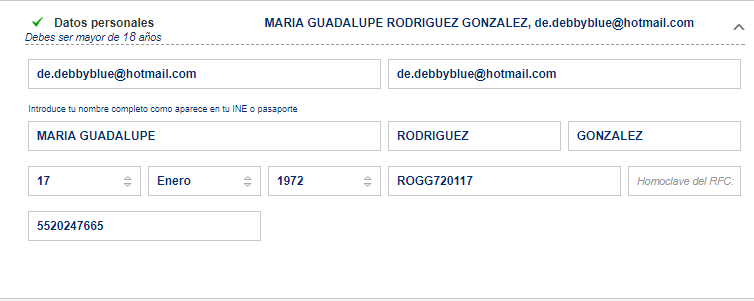 Datos personales MARIA GUADALUPE RODRIGUEZ GONZALEZ, de.debbyblue@hotmail.com
Debes ser mayor de 18 años
de.debbyblue@hotmail.com de.debbyblue@hotmail.com
Introduce tu nombre completo como aparece en tu INE o pasaporte
MARIA GUADALUPE RODRIGUEZ GONZALEZ
17 Enero 1972 ROGG720117 Homoclave del RFC:
5520247665